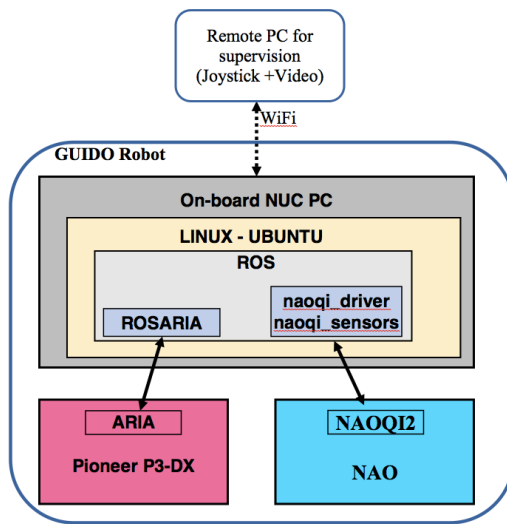 Remote PC for
supervision
(Joystick +Video)
WiFi
GUIDO Robot
On-board NUC PC
LINUX - UBUNTU
ROS
naoqi_driver
naoqi_sensors
ROSARIA
ARIA
Pioneer P3-DX
NAOQI2
NAO